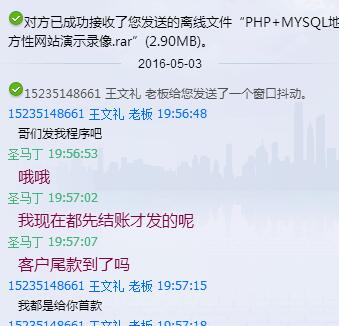 对方已成功接收了您发送的离线文件“PHP+MYSQL地
方性网站演示录像.rar”(2.90MB)。
2016-05-03
15235148661 王文礼 老板给您发送了一个窗口抖动。
15235148661 王文礼 老板 19:56:48
哥们发我程序吧
圣马丁 19:56:53
哦哦
圣马丁 19:57:02
我现在都先结账才发的呢
圣马丁 19:57:07
客户尾款到了吗
15235148661 王文礼 老板 19:57:15
我都是给你首款
15235148661 王文礼 老板 19:57:18